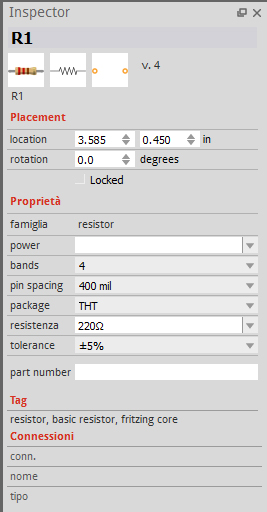 Inspector
R1
v. 4
R1
Placement
location 3.585 0.450 in
rotation 0.0 degrees
Locked
Proprietà
famiglia resistor
power
bands 4
pin spacing 400 mil
package THT
resistenza 220Ω
tolerance ±5%
part number
Tag
resistor, basic resistor, fritzing core
Connessioni
conn.
nome
tipo